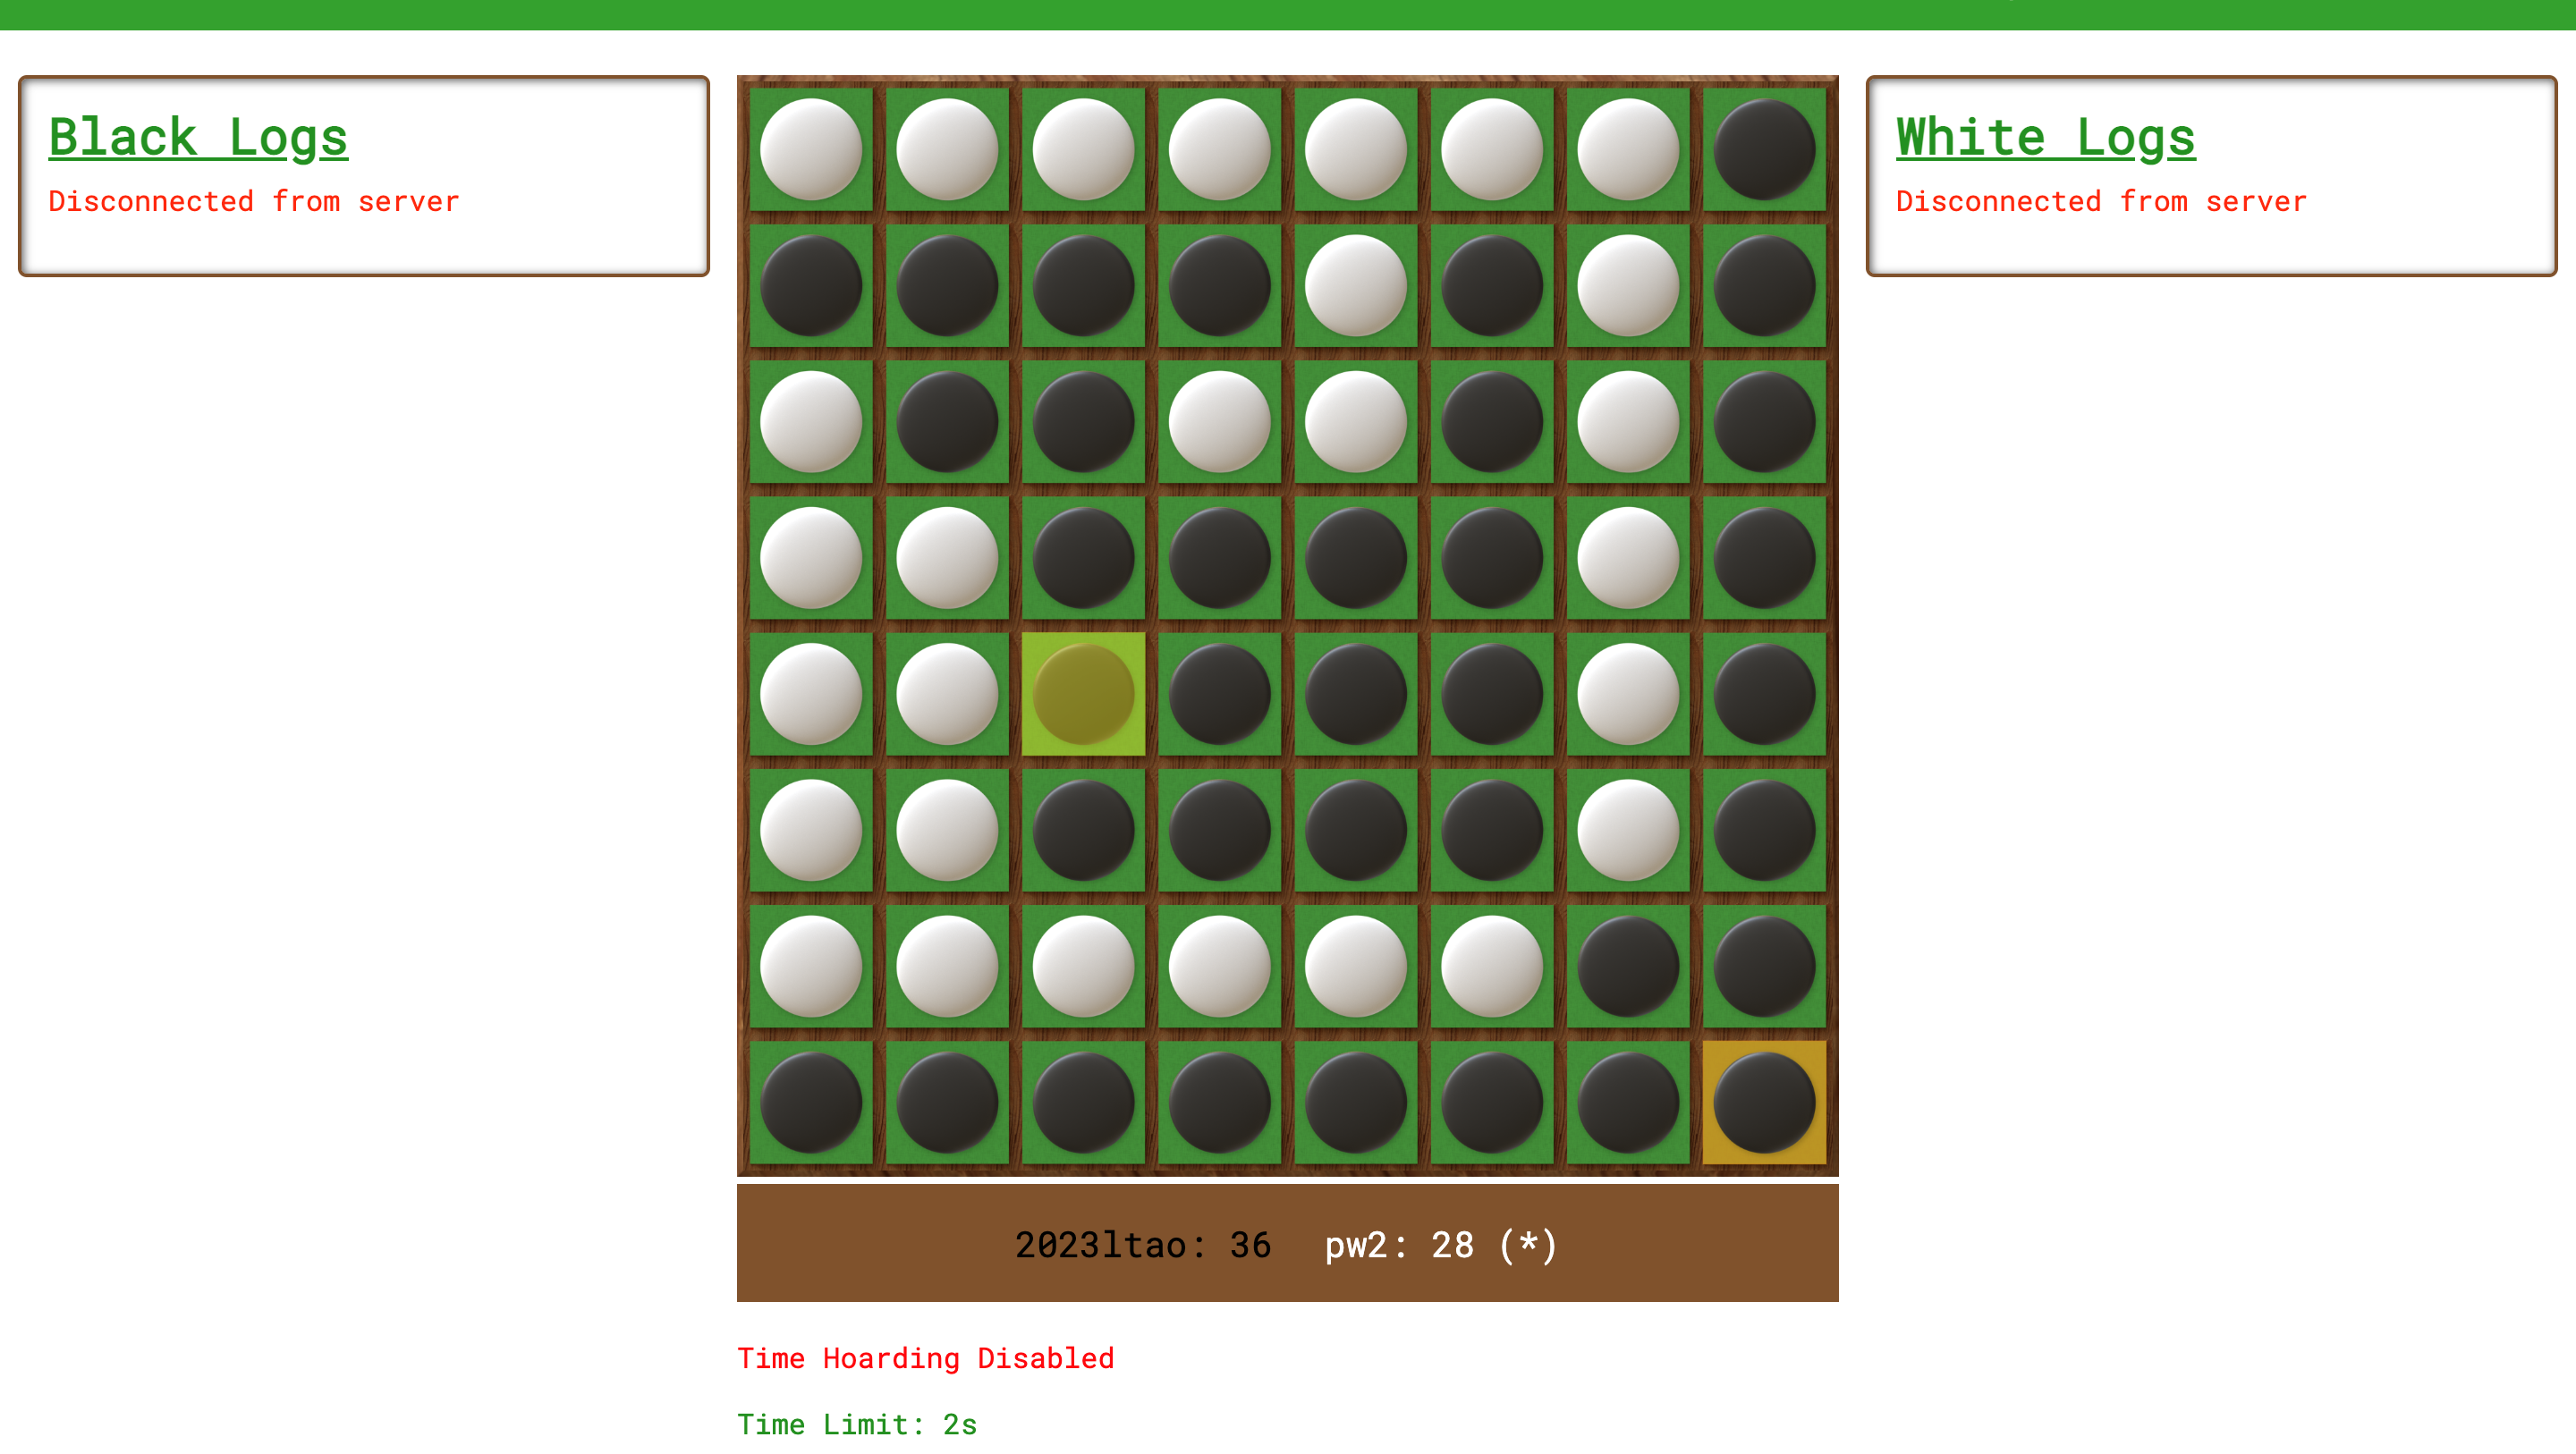 Black Logs
Disconnected from server
White Logs
Disconnected from server
2023ltao: 36 pw2: 28 (*)
Time Hoarding Disabled
Time Limit: 2s